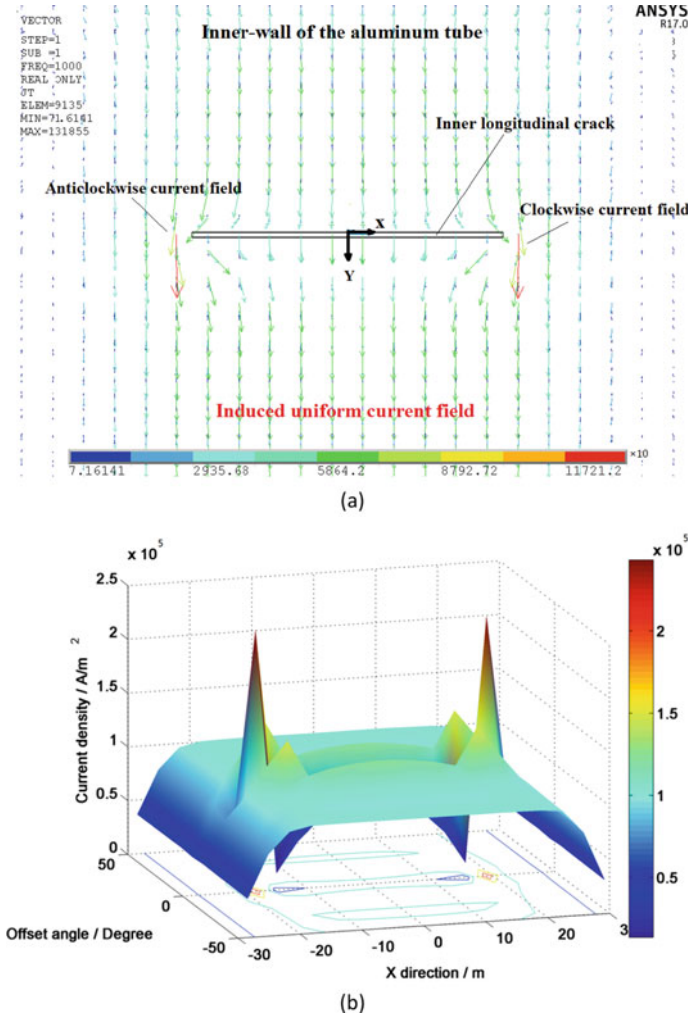 VECTOR
STEP=1
SUB =1
FREQ=1000
REAL ONLY
JT
ELEM=9135
MIN=71.6141
MAX=131855
Inner-wall of the aluminum tube
ANSYS
R17.0
Inner longitudinal crack
Anticlockwise current field
Clockwise current field
X
Y
Induced uniform current field
×10
7.16141 2935.68 5864.2 8792.72 11721.2
(a)
x 10^5
x 10^5
2.5
2
1.5
1
0.5
0
Current density / A/m^2
50
0
-50
Offset angle / Degree
-30 -20 -10 0 10 20 3
X direction / m
2
1.5
1
0.5
(b)